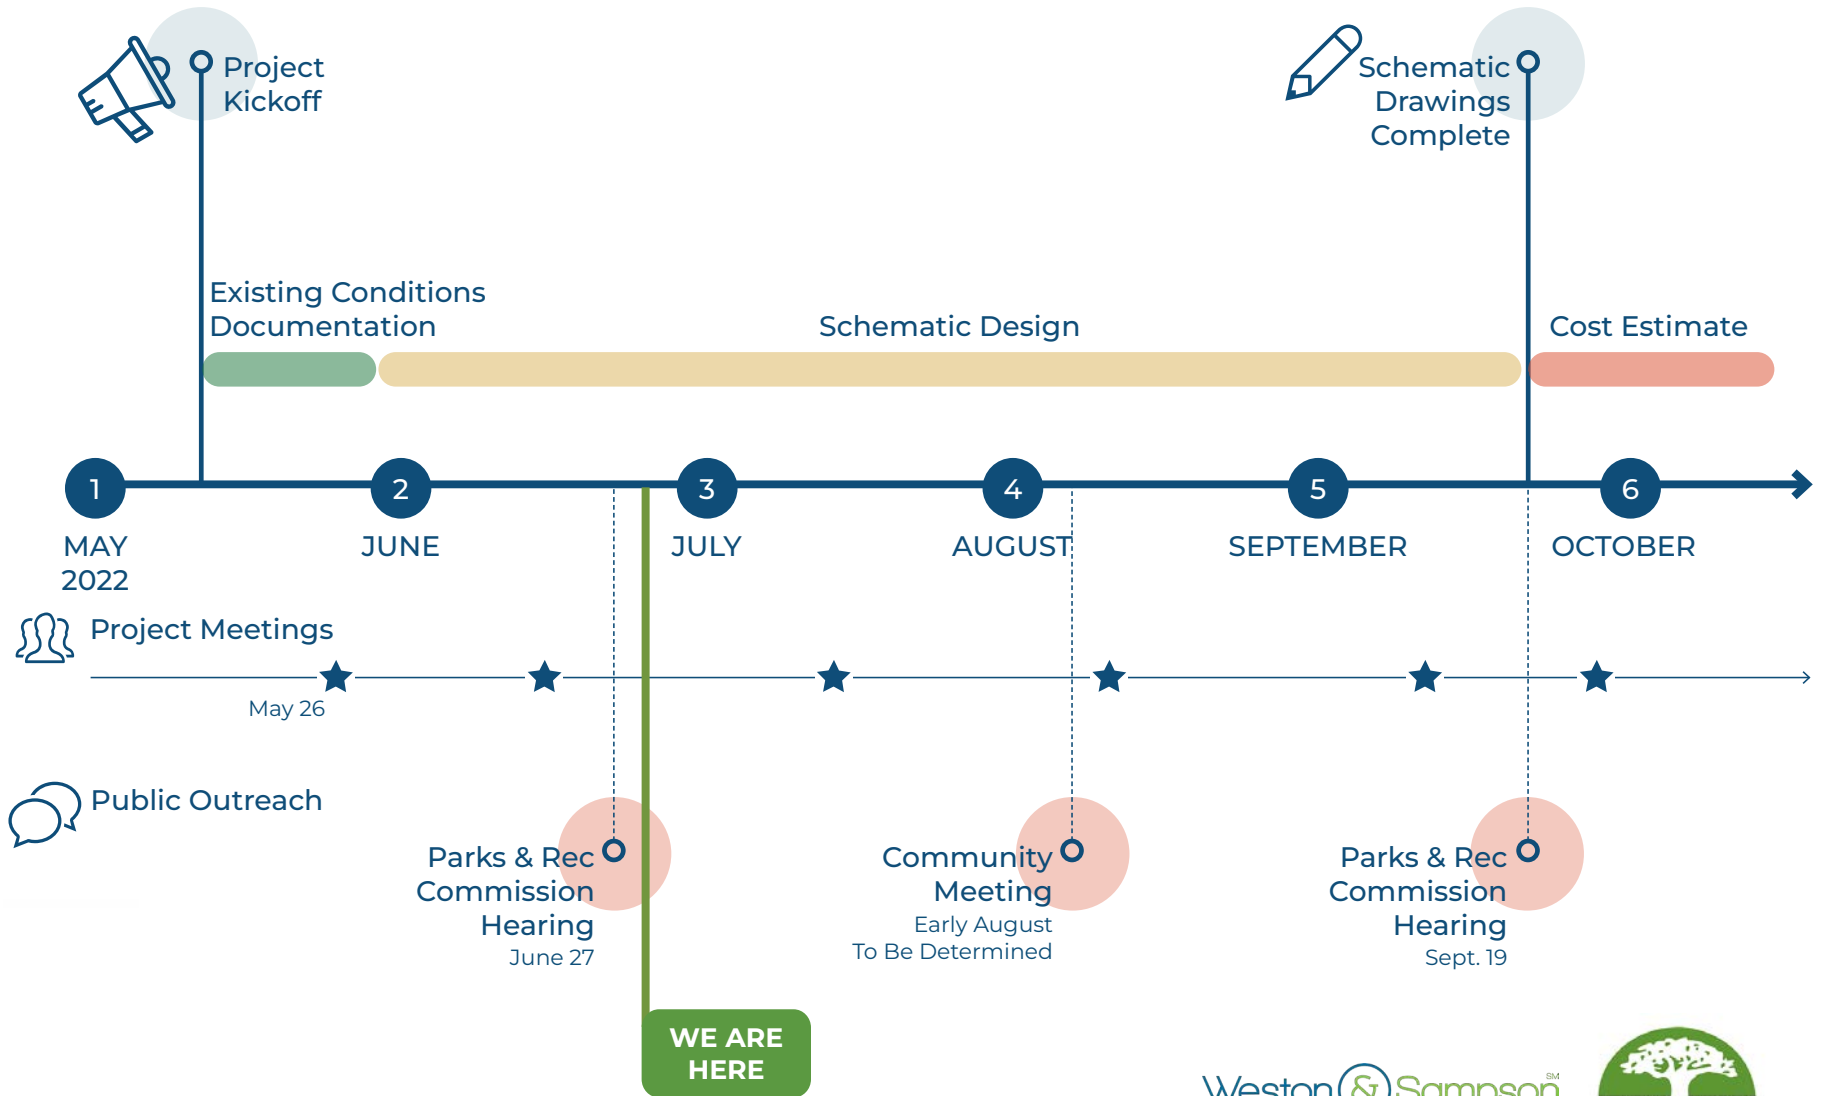 Project
Kickoff
Schematic
Drawings
Complete
Existing Conditions
Documentation
Schematic Design
Cost Estimate
1
2
3
4
5
6
MAY
2022
JUNE
JULY
AUGUST
SEPTEMBER
OCTOBER
Project Meetings
May 26
Public Outreach
Parks & Rec
Commission
Hearing
June 27
Community
Meeting
Early August
To Be Determined
Parks & Rec
Commission
Hearing
Sept. 19
WE ARE
HERE
Weston & Sampson SM